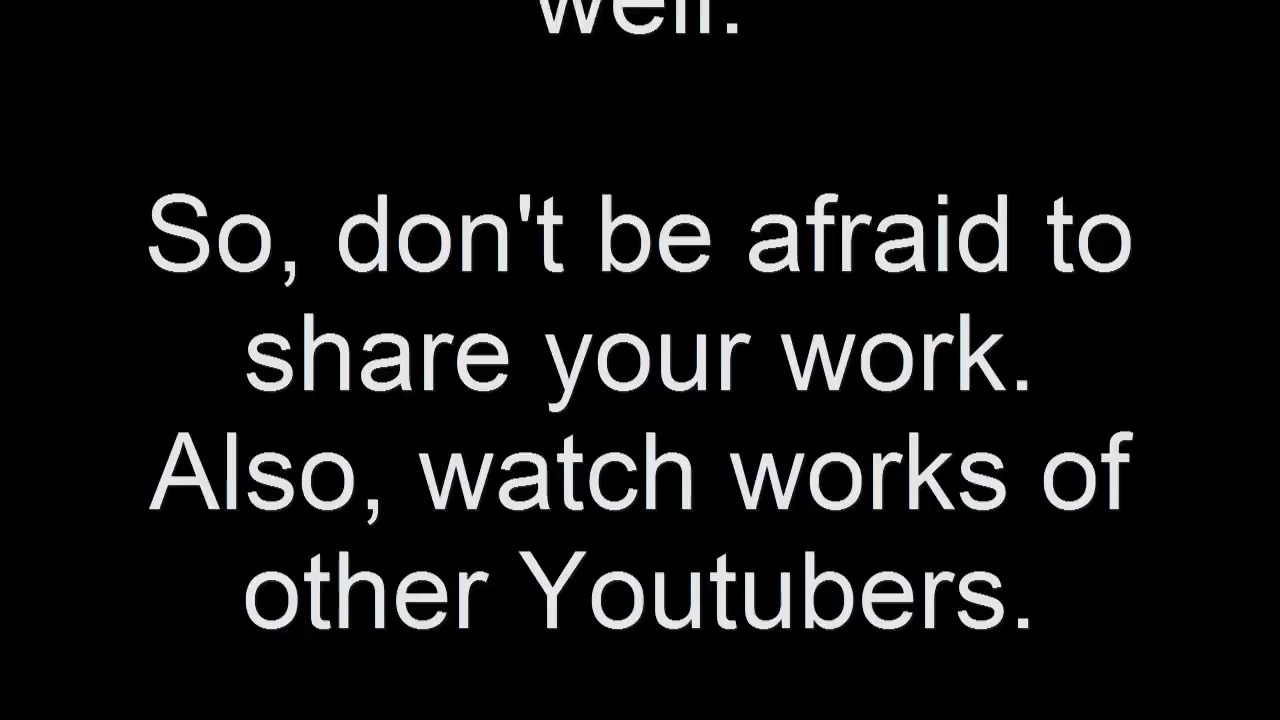 well.
So, don't be afraid to
share your work.
Also, watch works of
other Youtubers.